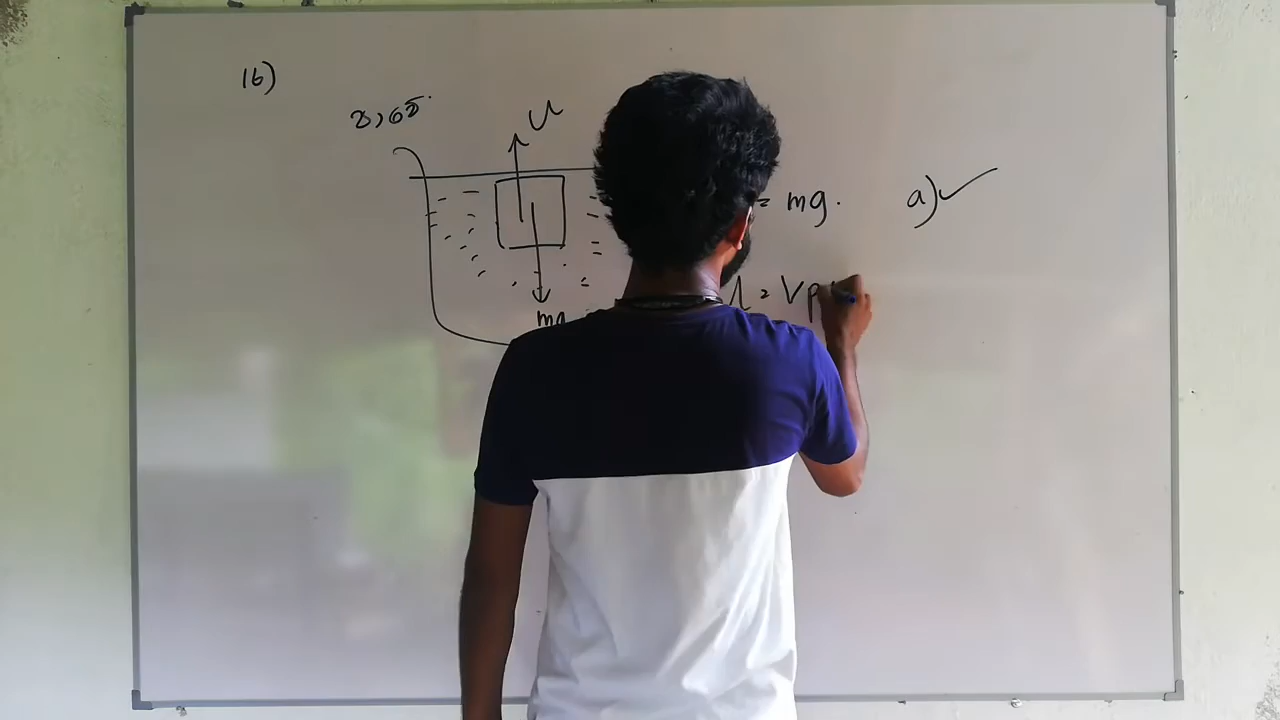 16)
U
= mg.
a)✓
= Vρ
mg